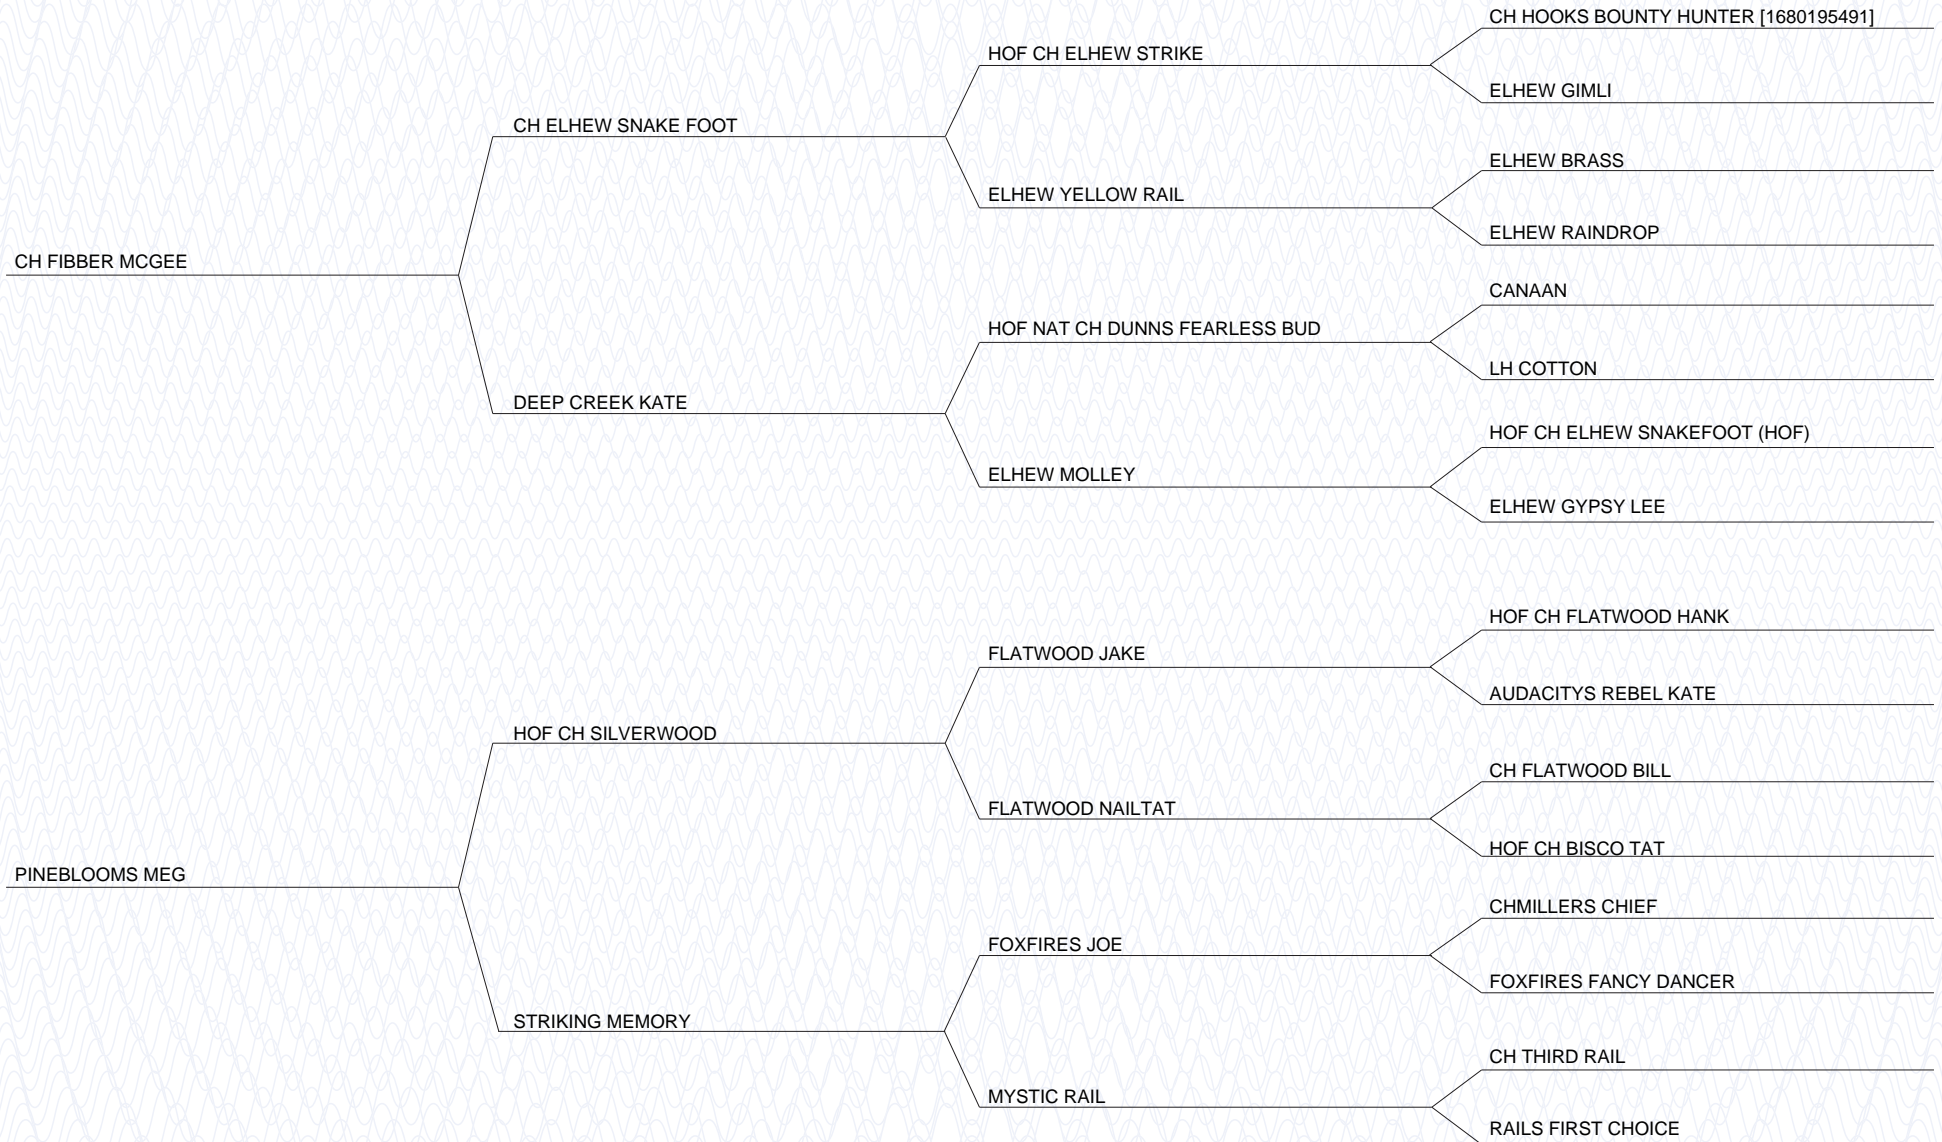 CH HOOKS BOUNTY HUNTER [1680195491]
HOF CH ELHEW STRIKE
ELHEW GIMLI
CH ELHEW SNAKE FOOT
ELHEW BRASS
ELHEW YELLOW RAIL
ELHEW RAINDROP
CH FIBBER MCGEE
CANAAN
HOF NAT CH DUNNS FEARLESS BUD
LH COTTON
DEEP CREEK KATE
HOF CH ELHEW SNAKEFOOT (HOF)
ELHEW MOLLEY
ELHEW GYPSY LEE
HOF CH FLATWOOD HANK
FLATWOOD JAKE
AUDACITYS REBEL KATE
HOF CH SILVERWOOD
CH FLATWOOD BILL
FLATWOOD NAILTAT
HOF CH BISCO TAT
PINEBLOOMS MEG
CHMILLERS CHIEF
FOXFIRES JOE
FOXFIRES FANCY DANCER
STRIKING MEMORY
CH THIRD RAIL
MYSTIC RAIL
RAILS FIRST CHOICE